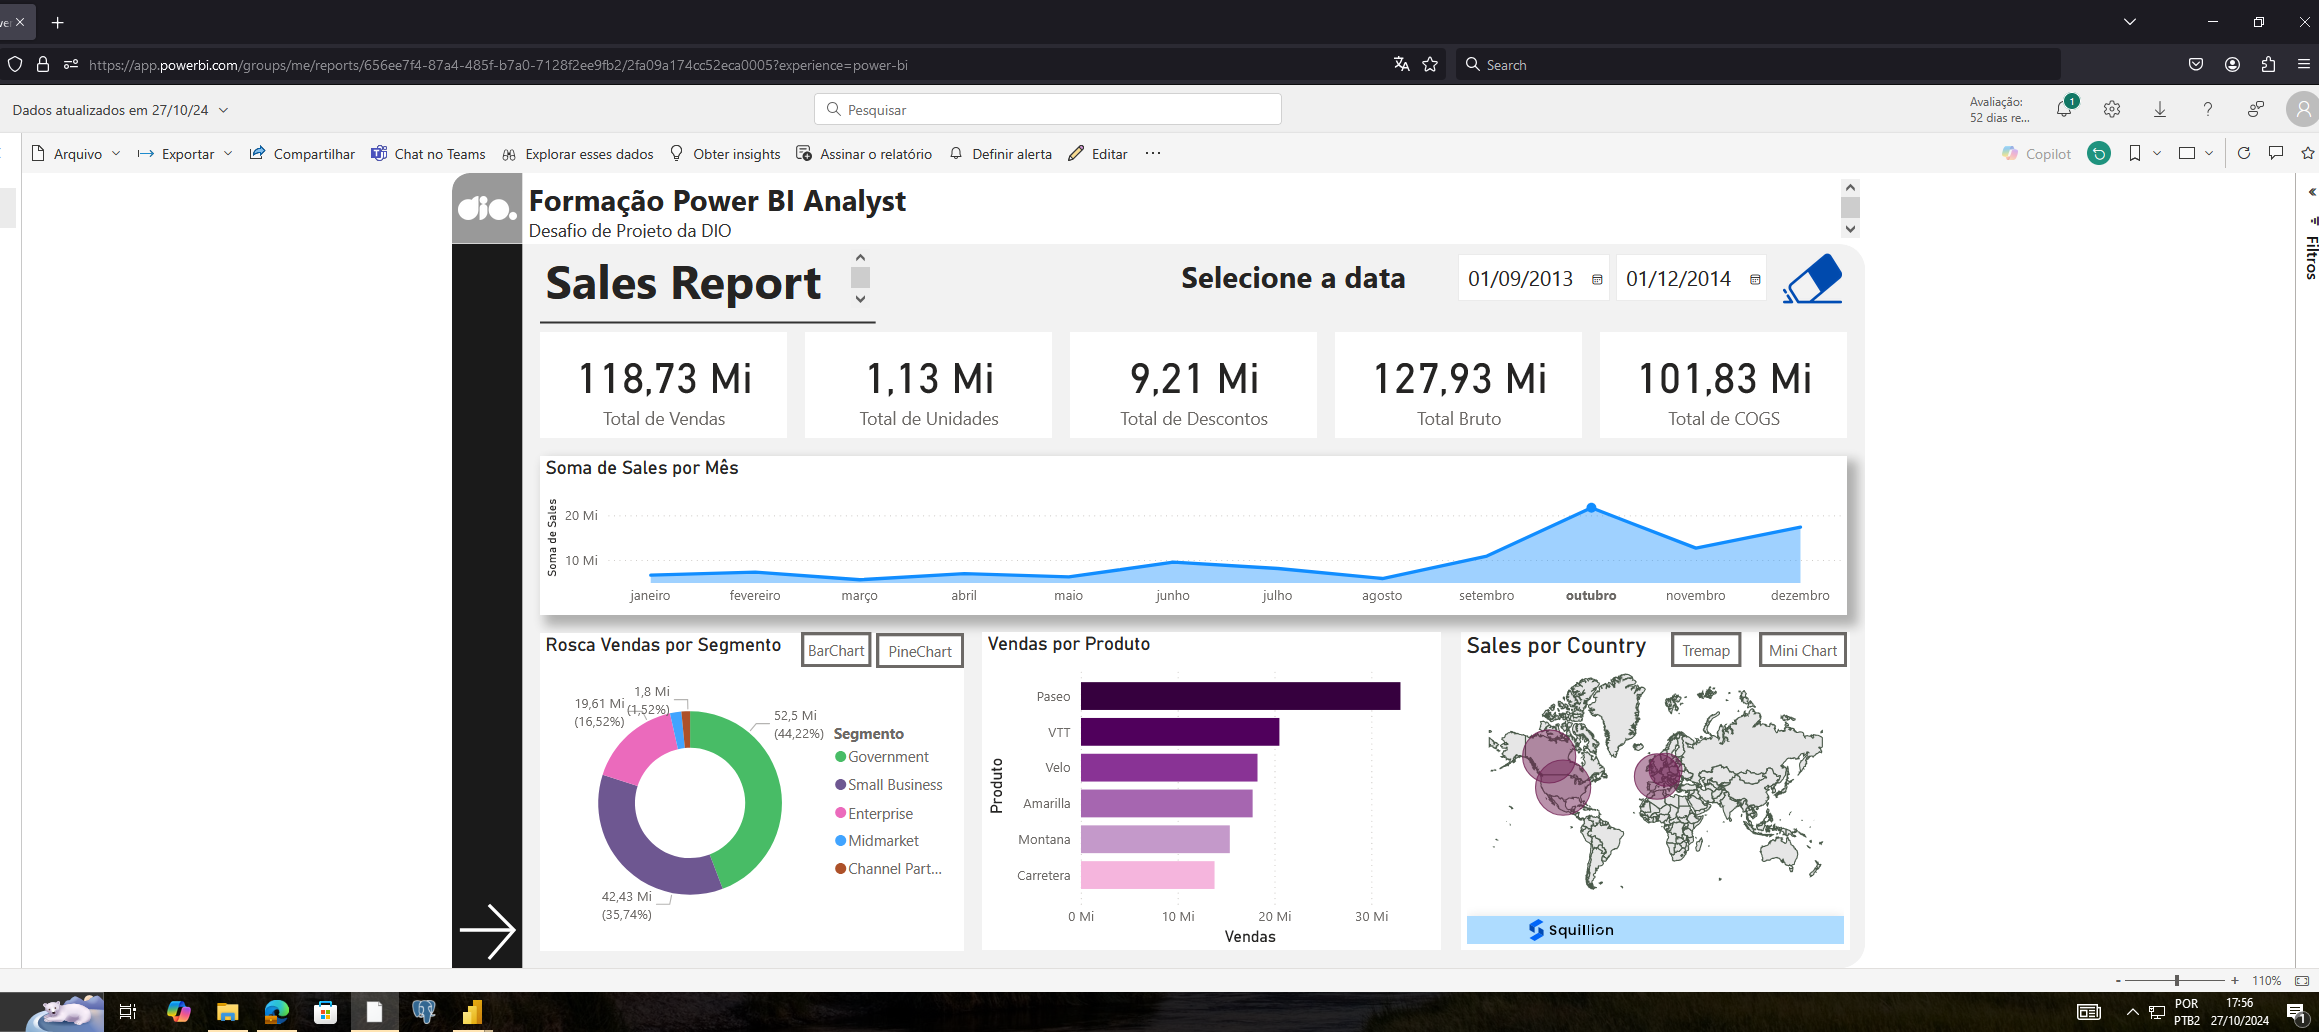 https://app.powerbi.com/groups/me/reports/656ee7f4-87a4-485f-b7a0-7128f2ee9fb2/2fa09a174cc52eca0005?experience=power-bi
Search
Dados atualizados em 27/10/24
Pesquisar
Avaliação:
52 dias re...
1
Arquivo
Exportar
Compartilhar
Chat no Teams
Explorar esses dados
Obter insights
Assinar o relatório
Definir alerta
Editar
Copilot
dio.
Formação Power BI Analyst
Desafio de Projeto da DIO
Filtros
Sales Report
Selecione a data
01/09/2013
01/12/2014
118,73 Mi
Total de Vendas
1,13 Mi
Total de Unidades
9,21 Mi
Total de Descontos
127,93 Mi
Total Bruto
101,83 Mi
Total de COGS
Soma de Sales por Mês
Soma de Sales
20 Mi
10 Mi
janeiro
fevereiro
março
abril
maio
junho
julho
agosto
setembro
outubro
novembro
dezembro
Rosca Vendas por Segmento
BarChart
PineChart
1,8 Mi
(1,52%)
19,61 Mi
(16,52%)
52,5 Mi
(44,22%)
42,43 Mi
(35,74%)
Segmento
Government
Small Business
Enterprise
Midmarket
Channel Part...
Vendas por Produto
Produto
Paseo
VTT
Velo
Amarilla
Montana
Carretera
0 Mi
10 Mi
20 Mi
30 Mi
Vendas
Sales por Country
Tremap
Mini Chart
Squillion
110%
POR
PTB2
17:56
27/10/2024
1